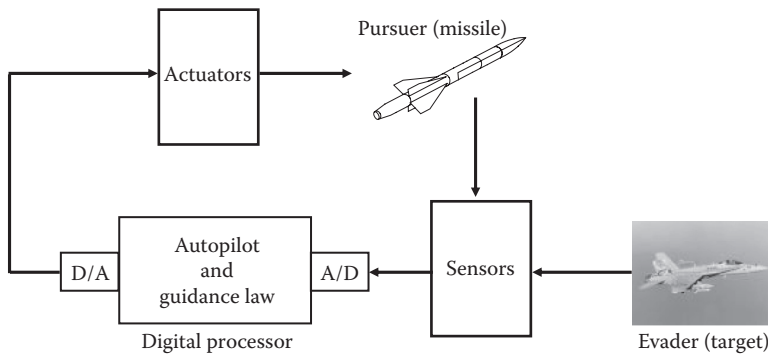 Pursuer (missile)
Actuators
D/A
Autopilot
and
guidance law
A/D
Sensors
Digital processor
Evader (target)